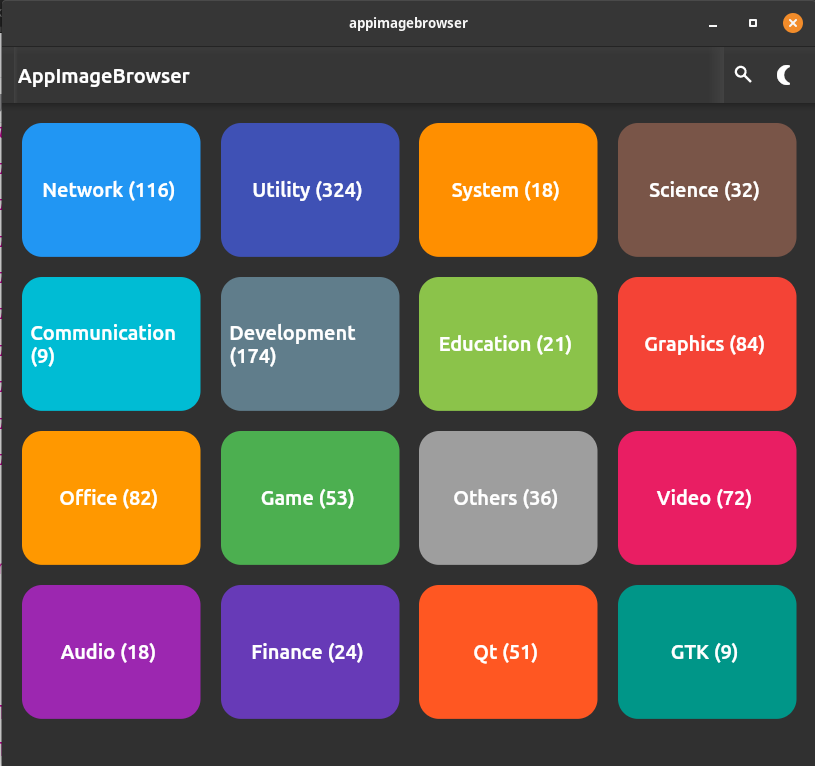 appimagebrowser
AppImageBrowser
Network (116)
Utility (324)
System (18)
Science (32)
Communication
(9)
Development
(174)
Education (21)
Graphics (84)
Office (82)
Game (53)
Others (36)
Video (72)
Audio (18)
Finance (24)
Qt (51)
GTK (9)